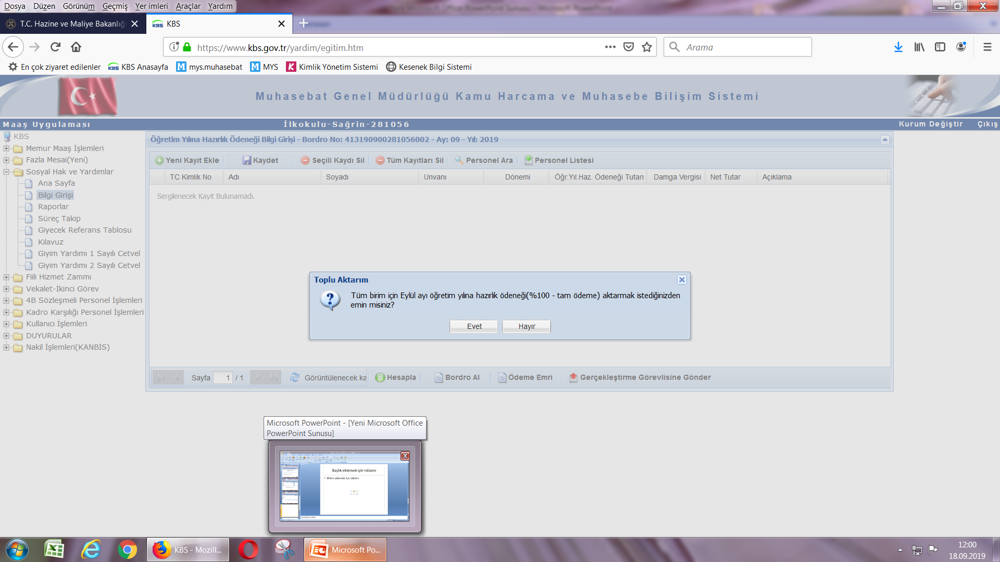 Dosya Düzen Görünüm Geçmiş Yer imleri Araçlar Yardım
T.C. Hazine ve Maliye Bakanlığı
KBS
https://www.kbs.gov.tr/yardim/egitim.htm
Arama
En çok ziyaret edilenler KBS Anasayfa mys.muhasebat MYS Kimlik Yönetim Sistemi Kesenek Bilgi Sistemi
Muhasebat Genel Müdürlüğü Kamu Harcama ve Muhasebe Bilişim Sistemi
Maaş Uygulaması
İlkokulu-Sağrin-281056
Kurum Değiştir Çıkış
KBS
Memur Maaş İşlemleri
Fazla Mesai(Yeni)
Sosyal Hak ve Yardımlar
Ana Sayfa
Bilgi Girişi
Raporlar
Süreç Takip
Giyecek Referans Tablosu
Kılavuz
Giyim Yardımı 1 Sayılı Cetvel
Giyim Yardımı 2 Sayılı Cetvel
Fiili Hizmet Zammı
Vekalet-İkinci Görev
4B Sözleşmeli Personel İşlemleri
Kadro Karşılığı Personel İşlemleri
Kullanıcı İşlemleri
DUYURULAR
Nakil İşlemleri(KANBİS)
Öğretim Yılına Hazırlık Ödeneği Bilgi Girişi - Bordro No: 413190900281056002 - Ay: 09 - Yıl: 2019
Yeni Kayıt Ekle Kaydet Seçili Kaydı Sil Tüm Kayıtları Sil Personel Ara Personel Listesi
TC Kimlik No Adı Soyadı Unvanı Dönemi Öğr.Yıl.Haz. Ödeneği Tutarı Damga Vergisi Net Tutar Açıklama
Sergilenecek Kayıt Bulunamadı.
Toplu Aktarım
Tüm birim için Eylül ayı öğretim yılına hazırlık ödeneği(%100 - tam ödeme) aktarmak istediğinizden
emin misiniz?
Evet Hayır
Sayfa 1 / 1 Görüntülenecek ka Hesapla Bordro Al Ödeme Emri Gerçekleştirme Görevlisine Gönder
Microsoft PowerPoint - [Yeni Microsoft Office
PowerPoint Sunusu]
Başlık eklemek için tıklatın
Metin eklemek için tıklatın
KBS - Mozill...
Microsoft Po...
12:00
18.09.2019